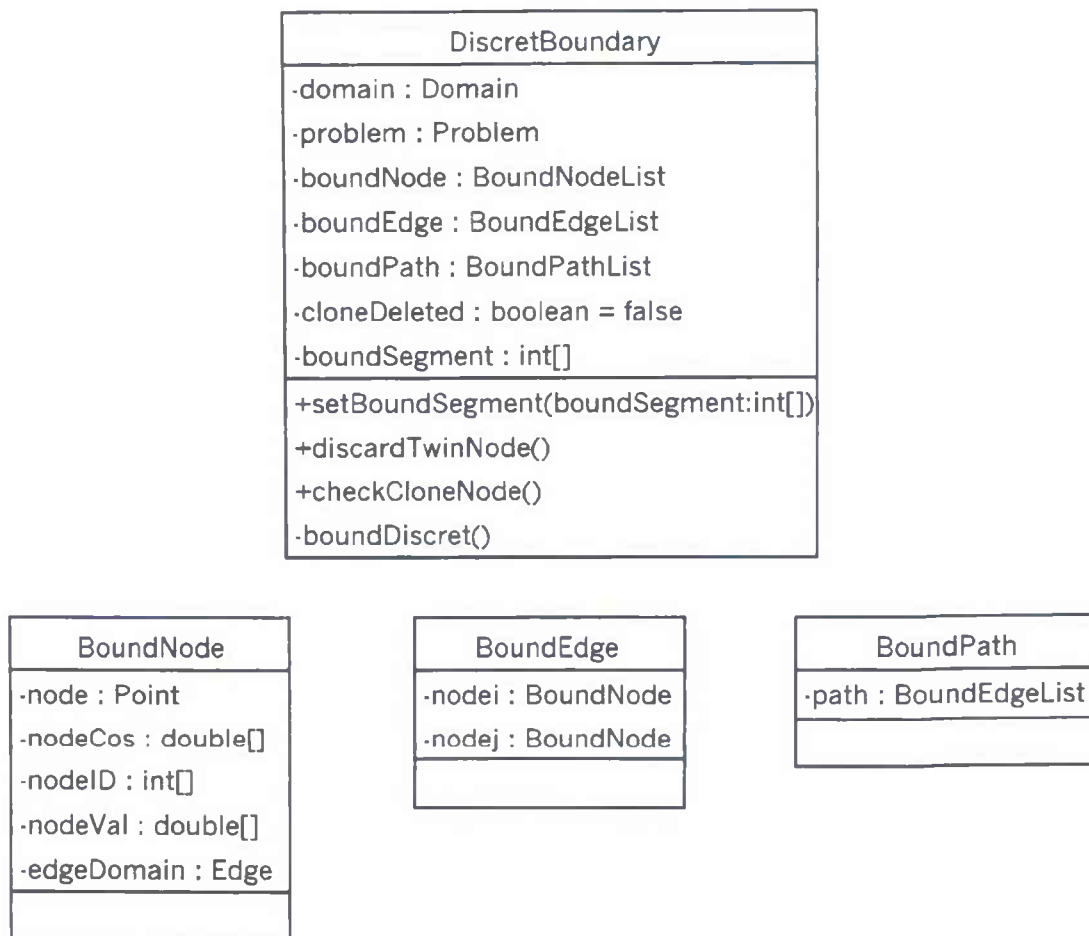 DiscretBoundary
-domain : Domain
-problem : Problem
-boundNode : BoundNodeList
-boundEdge : BoundEdgeList
-boundPath : BoundPathList
-cloneDeleted : boolean = false
-boundSegment : int[]
+setBoundSegment(boundSegment:int[])
+discardTwinNode()
+checkCloneNode()
-boundDiscret()
BoundNode
-node : Point
-nodeCos : double[]
-nodeID : int[]
-nodeVal : double[]
-edgeDomain : Edge
BoundEdge
-nodei : BoundNode
-nodej : BoundNode
BoundPath
-path : BoundEdgeList